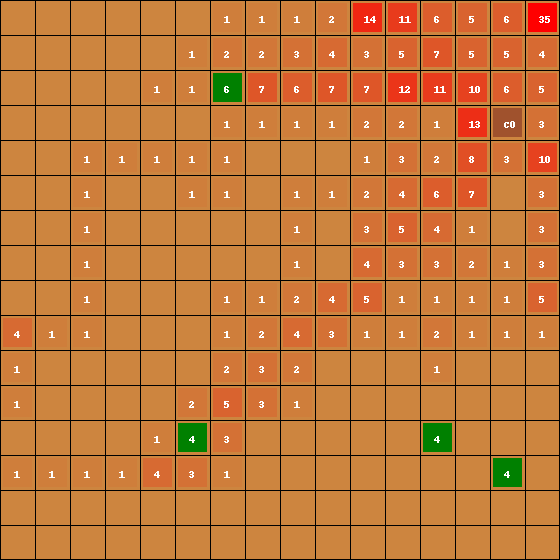 1 1 1 2 14 11 6 5 6 35
1 2 2 3 4 3 5 7 5 5 4
1 1 6 7 6 7 7 12 11 10 6 5
1 1 1 1 2 2 1 13 c0 3
1 1 1 1 1 1 3 2 8 3 10
1 1 1 1 1 2 4 6 7 3
1 1 3 5 4 1 3
1 1 4 3 3 2 1 3
1 1 1 2 4 5 1 1 1 1 5
4 1 1 1 2 4 3 1 1 2 1 1 1
1 2 3 2 1
1 2 5 3 1
1 4 3 4
1 1 1 1 4 3 1 4